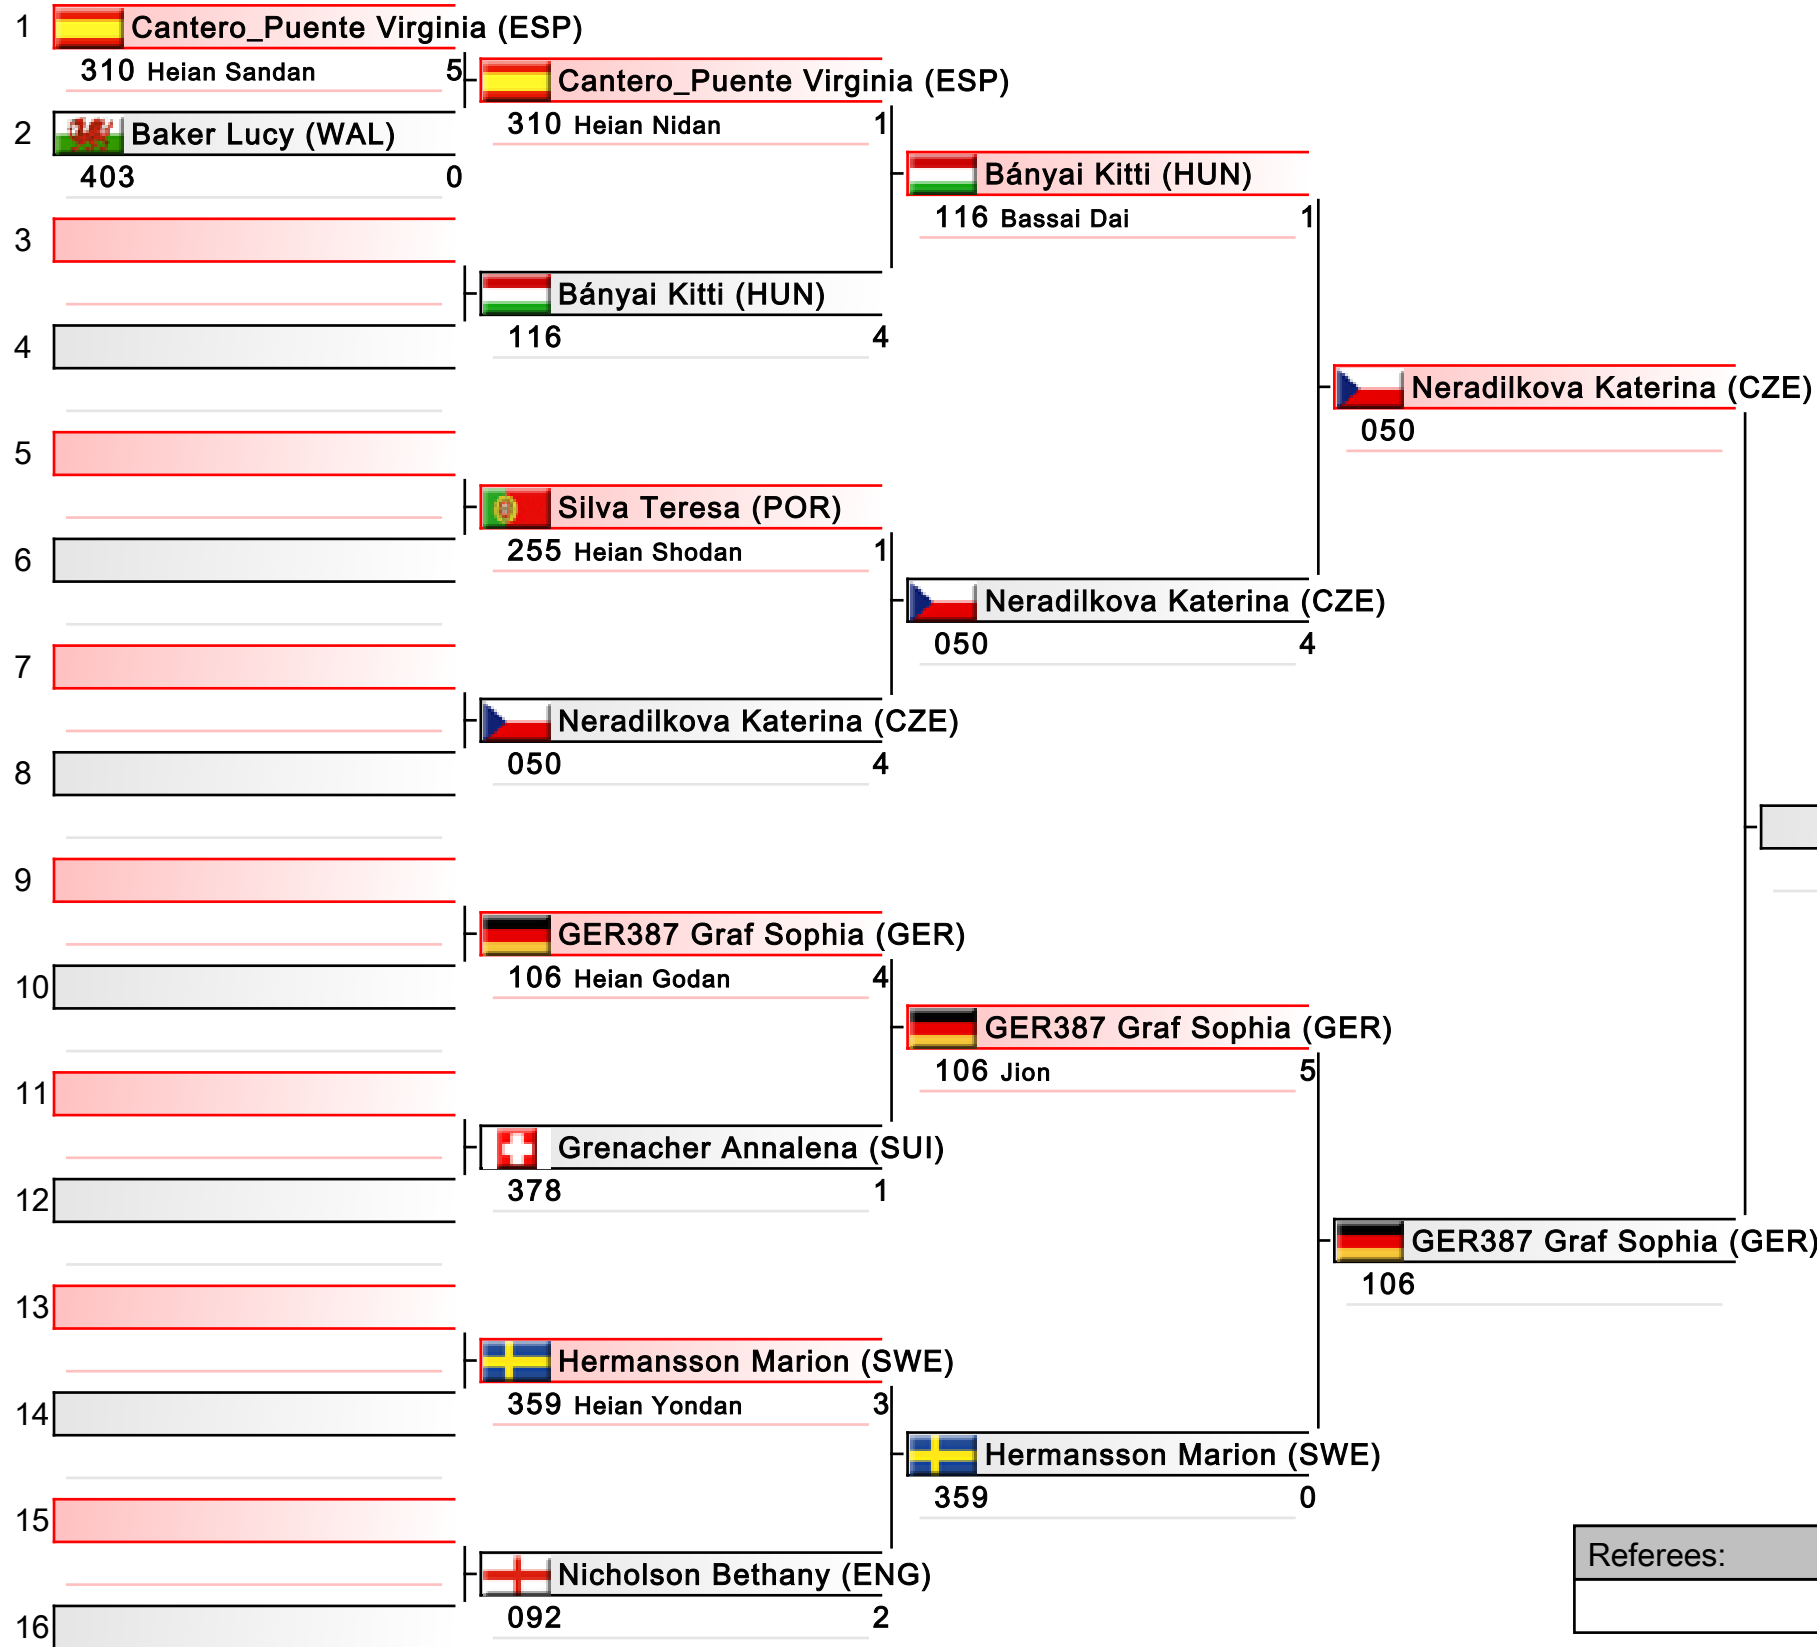 1 Cantero_Puente Virginia (ESP)
310 Heian Sandan 5
2 Baker Lucy (WAL)
403 0
3
4
5
6
7
8
9
10
11
12
13
14
15
16
Cantero_Puente Virginia (ESP)
310 Heian Nidan 1
Bányai Kitti (HUN)
116 4
Silva Teresa (POR)
255 Heian Shodan 1
Neradilkova Katerina (CZE)
050 4
GER387 Graf Sophia (GER)
106 Heian Godan 4
Grenacher Annalena (SUI)
378 1
Hermansson Marion (SWE)
359 Heian Yondan 3
Nicholson Bethany (ENG)
092 2
Bányai Kitti (HUN)
116 Bassai Dai 1
Neradilkova Katerina (CZE)
050 4
GER387 Graf Sophia (GER)
106 Jion 5
Hermansson Marion (SWE)
359 0
Neradilkova Katerina (CZE)
050
GER387 Graf Sophia (GER)
106
Referees: